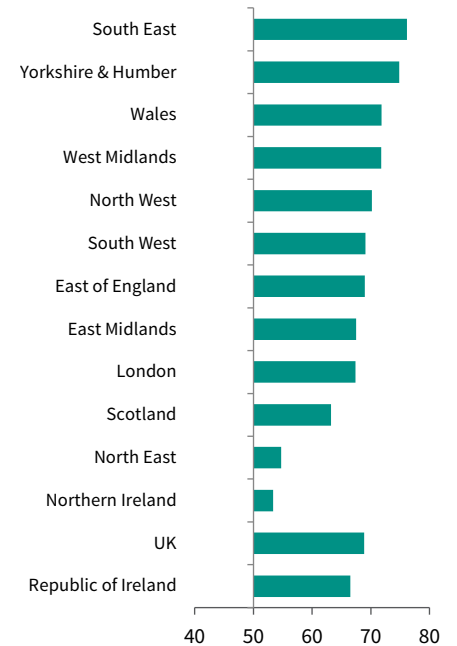 South East
Yorkshire & Humber
Wales
West Midlands
North West
South West
East of England
East Midlands
London
Scotland
North East
Northern Ireland
UK
Republic of Ireland
40 50 60 70 80